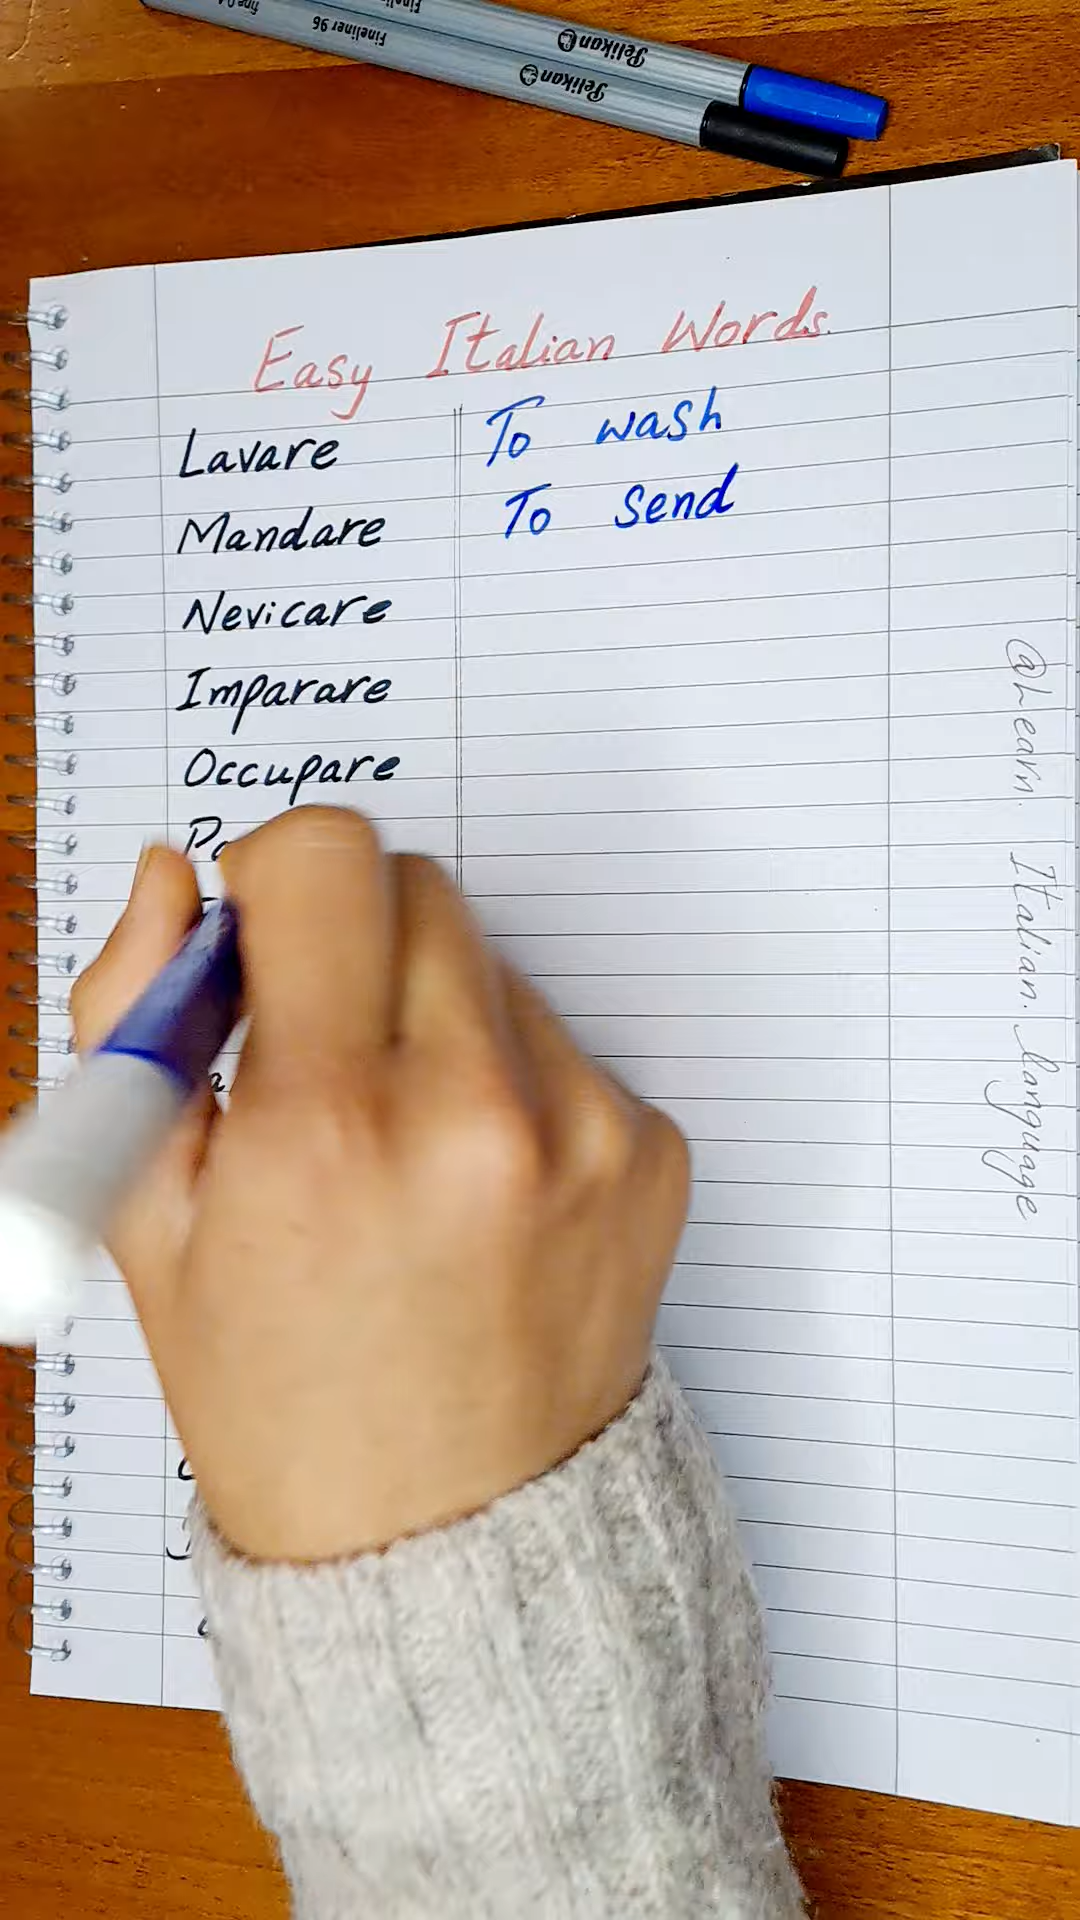 Fineliner 96
Pelikan
Pelikan
Easy Italian Words.
Lavare To wash
Mandare To send
Nevicare
Imparare
Occupare
@Learn. Italian. language